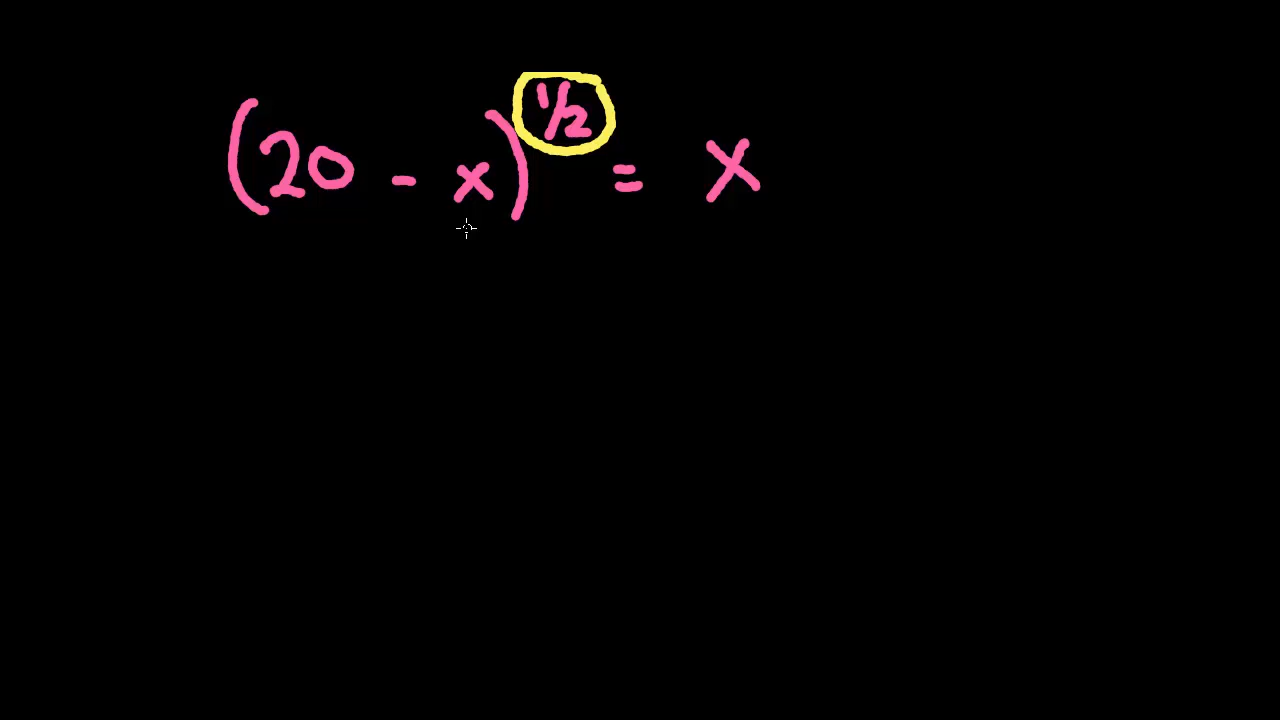 (20 - x)^{1/2} = x